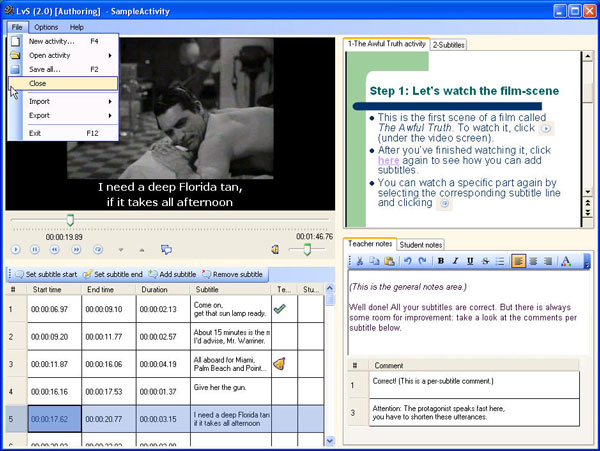 LvS (2.0) [Authoring] - SampleActivity
File Options Help
New activity... F4
Open activity
Save all... F2
Close
Import
Export
Exit F12
I need a deep Florida tan,
if it takes all afternoon
00:00:19.89 00:01:46.76
Set subtitle start Set subtitle end Add subtitle Remove subtitle
# Start time End time Duration Subtitle Te... Stu...
1 00:00:06.97 00:00:09.10 00:00:02.13 Come on,
get that sun lamp ready.
2 00:00:09.11 00:00:11.77 00:00:02.57 About 15 minutes is the m
I'd advise, Mr. Warriner.
3 00:00:11.87 00:00:16.06 00:00:04.19 All aboard for Miami,
Palm Beach and Point...
4 00:00:16.16 00:00:17.53 00:00:01.37 Give her the gun.
5 00:00:17.62 00:00:20.77 00:00:03.15 I need a deep Florida tan
if it takes all afternoon
1-The Awful Truth activity 2-Subtitles
Step 1: Let's watch the film-scene
• This is the first scene of a film called
The Awful Truth. To watch it, click
(under the video screen).
• After you've finished watching it, click
here again to see how you can add
subtitles.
• You can watch a specific part again by
selecting the corresponding subtitle line
and clicking
Teacher notes Student notes
B I U S A
(This is the general notes area.)
Well done! All your subtitles are correct. But there is always
some room for improvement: take a look at the comments per
subtitle below.
# Comment
1 Correct! (This is a per-subtitle comment.)
3 Attention: The protagonist speaks fast here,
you have to shorten these utterances.